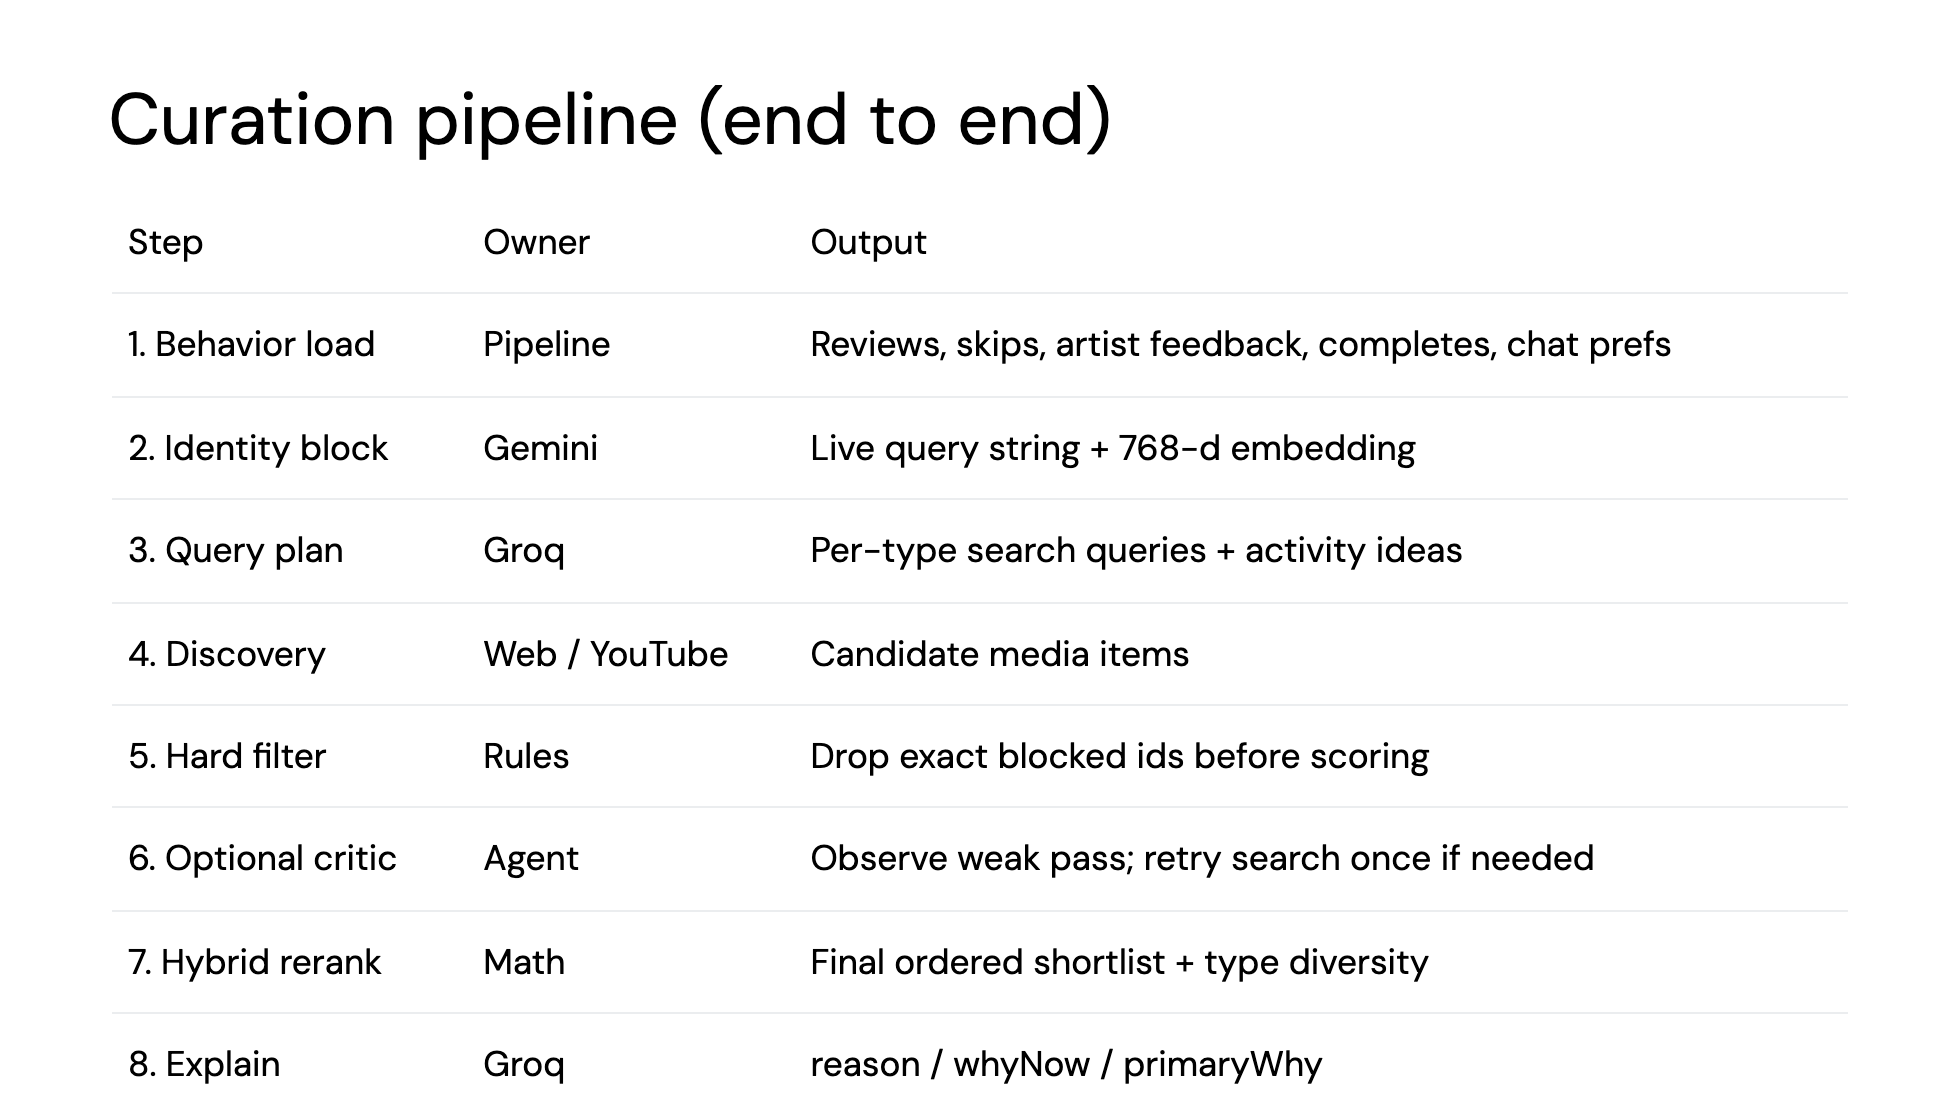 Curation pipeline (end to end)
Step Owner Output
1. Behavior load Pipeline Reviews, skips, artist feedback, completes, chat prefs
2. Identity block Gemini Live query string + 768-d embedding
3. Query plan Groq Per-type search queries + activity ideas
4. Discovery Web / YouTube Candidate media items
5. Hard filter Rules Drop exact blocked ids before scoring
6. Optional critic Agent Observe weak pass; retry search once if needed
7. Hybrid rerank Math Final ordered shortlist + type diversity
8. Explain Groq reason / whyNow / primaryWhy